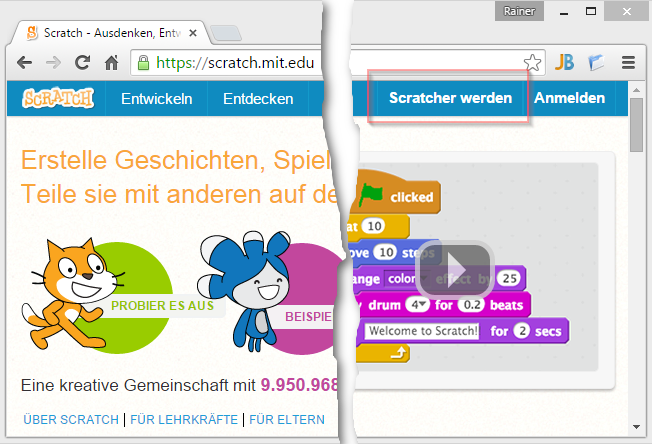 Rainer
Scratch - Ausdenken, Entw
https://scratch.mit.edu
JB
SCRATCH Entwickeln Entdecken Scratcher werden Anmelden
Erstelle Geschichten, Spiel
Teile sie mit anderen auf de
clicked
at 10
ove 10 steps
ange color effect by 25
y drum 4 for 0.2 beats
Welcome to Scratch! for 2 secs
PROBIER ES AUS
BEISPIE
Eine kreative Gemeinschaft mit 9.950.968
ÜBER SCRATCH | FÜR LEHRKRÄFTE | FÜR ELTERN